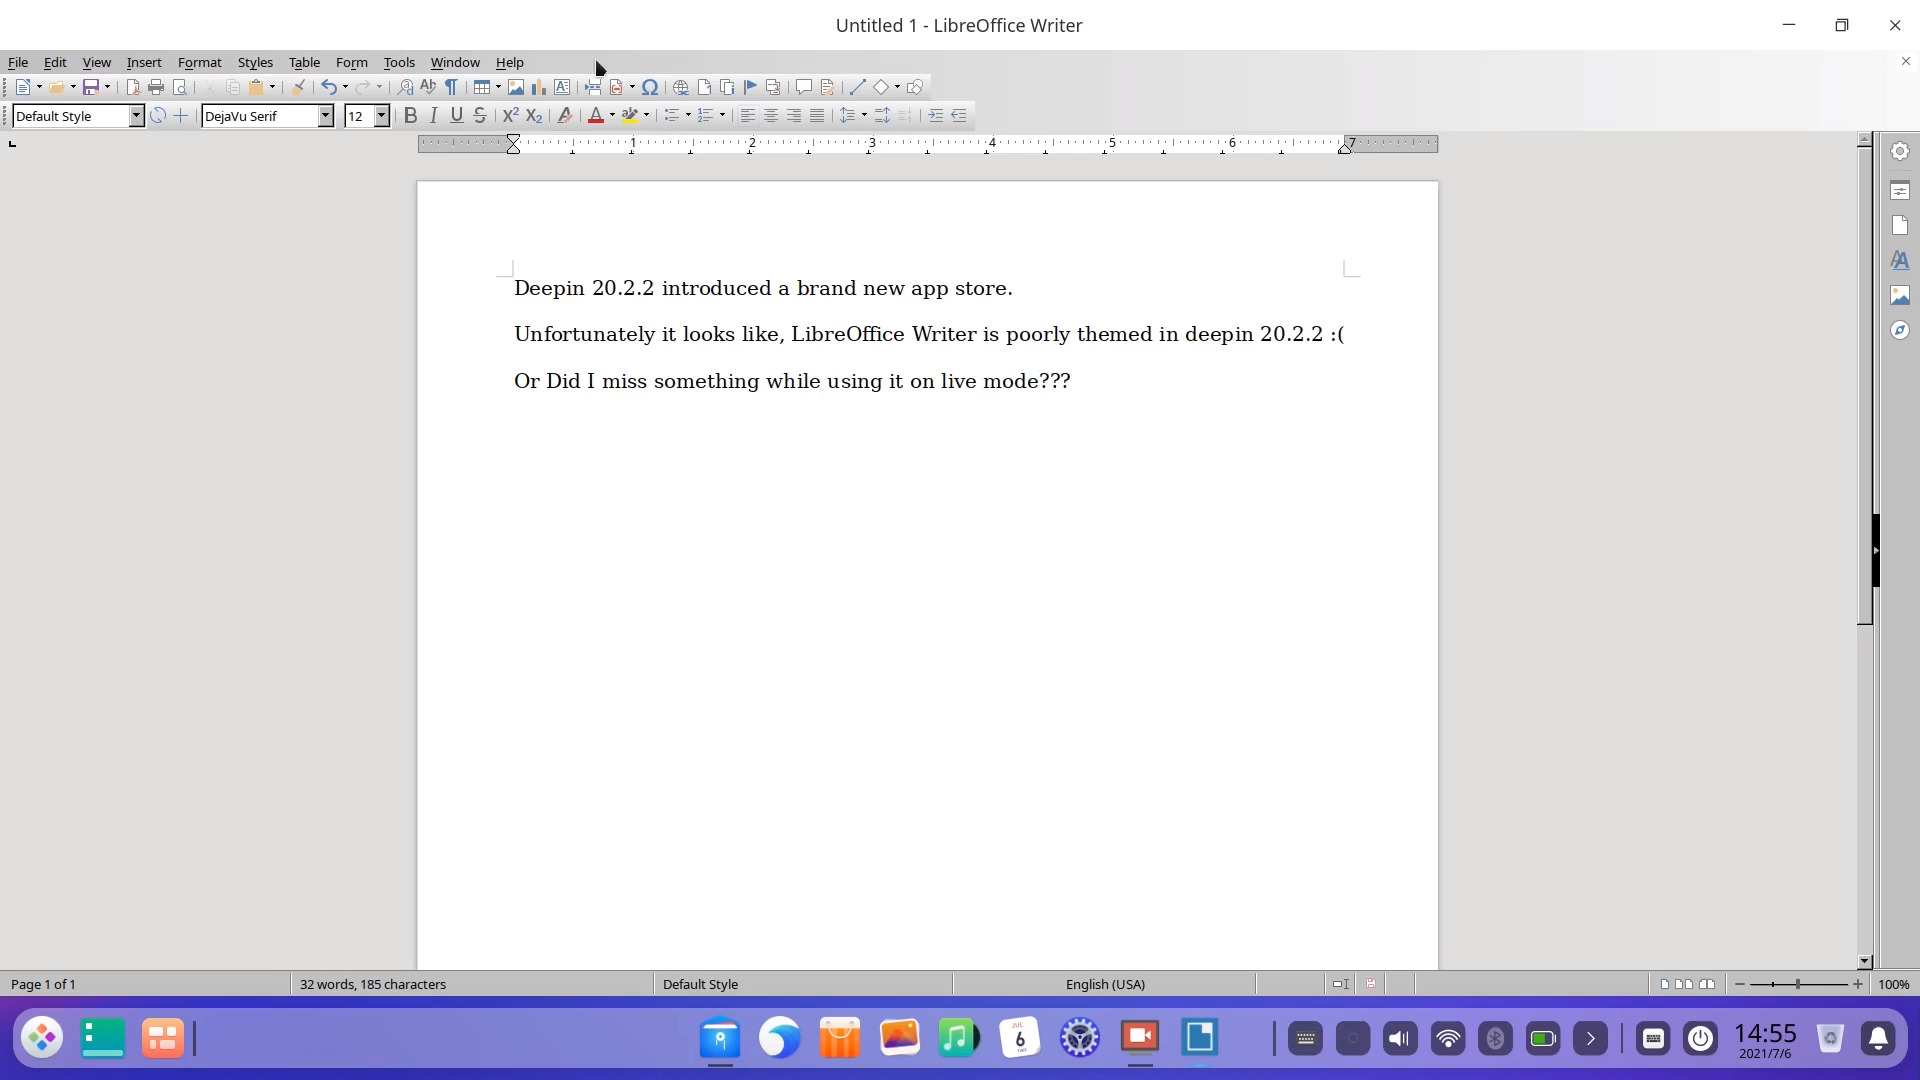 Untitled 1 - LibreOffice Writer
File Edit View Insert Format Styles Table Form Tools Window Help
Default Style DejaVu Serif 12
1 2 3 4 5 6 7
Deepin 20.2.2 introduced a brand new app store.
Unfortunately it looks like, LibreOffice Writer is poorly themed in deepin 20.2.2 :(
Or Did I miss something while using it on live mode???
Page 1 of 1 32 words, 185 characters Default Style English (USA) 100%
JUL
6
14:55
2021/7/6